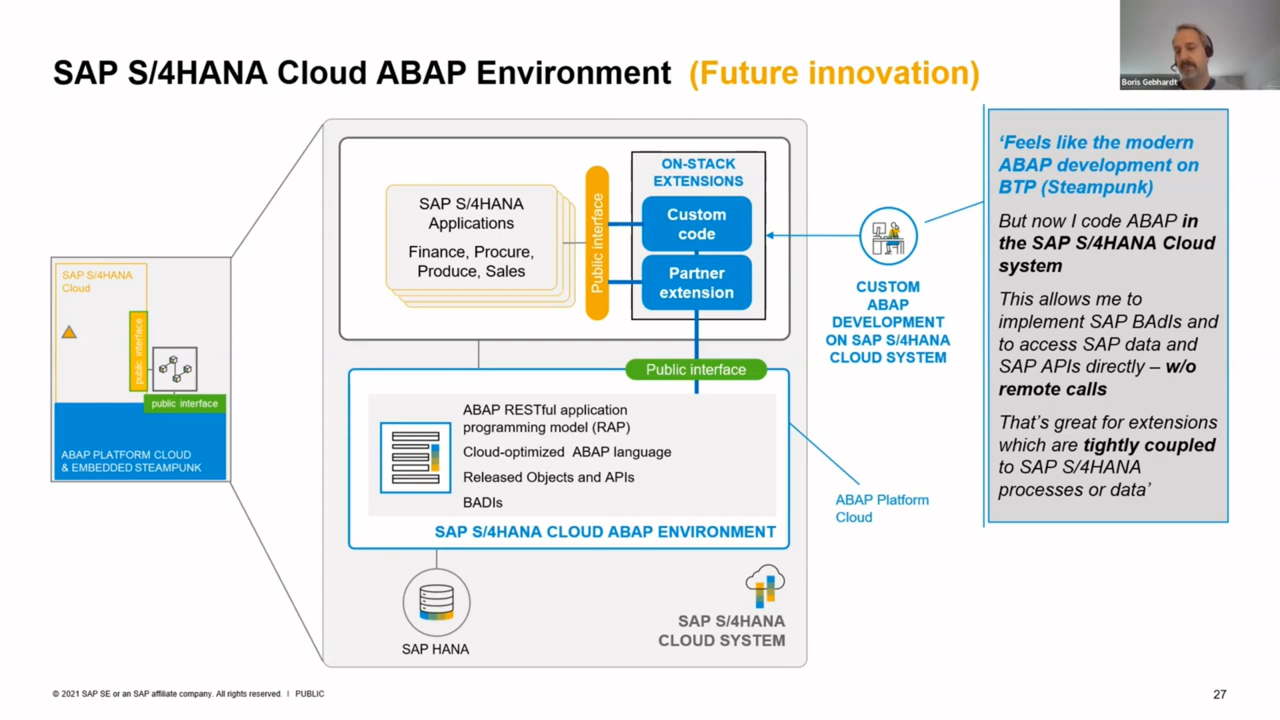 SAP S/4HANA Cloud ABAP Environment (Future innovation)
Boris Gebhardt
SAP S/4HANA
Cloud
public interface
public interface
ABAP PLATFORM CLOUD
& EMBEDDED STEAMPUNK
SAP S/4HANA
Applications
Finance, Procure,
Produce, Sales
Public interface
ON-STACK
EXTENSIONS
Custom
code
Partner
extension
Public interface
ABAP RESTful application
programming model (RAP)
Cloud-optimized ABAP language
Released Objects and APIs
BADIs
SAP S/4HANA CLOUD ABAP ENVIRONMENT
SAP HANA
SAP S/4HANA
CLOUD SYSTEM
CUSTOM
ABAP
DEVELOPMENT
ON SAP S/4HANA
CLOUD SYSTEM
ABAP Platform
Cloud
‘Feels like the modern
ABAP development on
BTP (Steampunk)
But now I code ABAP in
the SAP S/4HANA Cloud
system
This allows me to
implement SAP BAdIs and
to access SAP data and
SAP APIs directly – w/o
remote calls
That’s great for extensions
which are tightly coupled
to SAP S/4HANA
processes or data’
© 2021 SAP SE or an SAP affiliate company. All rights reserved. I PUBLIC
27